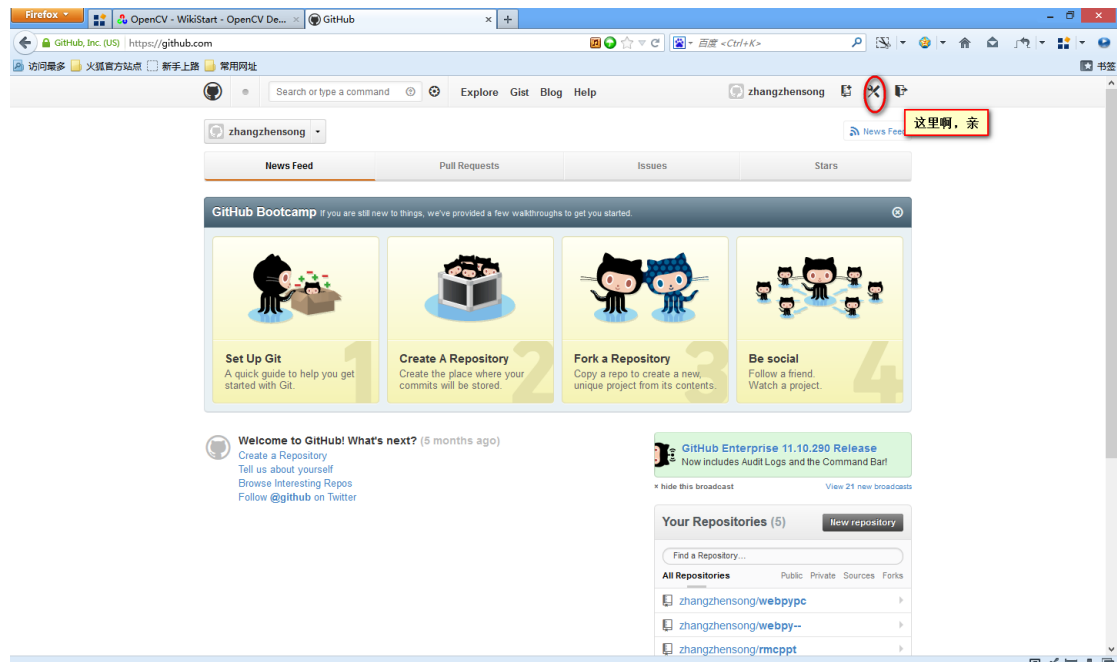 Firefox
OpenCV - WikiStart - OpenCV De...
GitHub
GitHub, Inc. (US)
https://github.com
百度 <Ctrl+K>
访问最多
火狐官方站点
新手上路
常用网址
书签
Search or type a command
Explore
Gist
Blog
Help
zhangzhensong
这里啊，亲
zhangzhensong
News Feed
News Feed
Pull Requests
Issues
Stars
GitHub Bootcamp If you are still new to things, we've provided a few walkthroughs to get you started.
1
Set Up Git
A quick guide to help you get
started with Git.
2
Create A Repository
Create the place where your
commits will be stored.
3
Fork a Repository
Copy a repo to create a new,
unique project from its contents.
4
Be social
Follow a friend.
Watch a project.
Welcome to GitHub! What's next? (5 months ago)
Create a Repository
Tell us about yourself
Browse Interesting Repos
Follow @github on Twitter
GitHub Enterprise 11.10.290 Release
Now includes Audit Logs and the Command Bar!
× hide this broadcast
View 21 new broadcasts
Your Repositories (5)
New repository
Find a Repository...
All Repositories
Public
Private
Sources
Forks
zhangzhensong/webpypc
zhangzhensong/webpy--
zhangzhensong/rmcppt